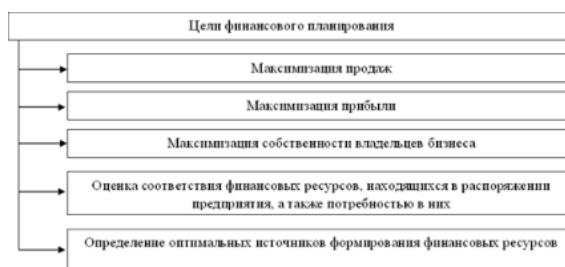 Цели финансового планирования
Максимизация продаж
Максимизация прибыли
Максимизация собственности владельцев бизнеса
Оценка соответствия финансовых ресурсов, находящихся в распоряжении
предприятия, а также потребностью в них
Определение оптимальных источников формирования финансовых ресурсов